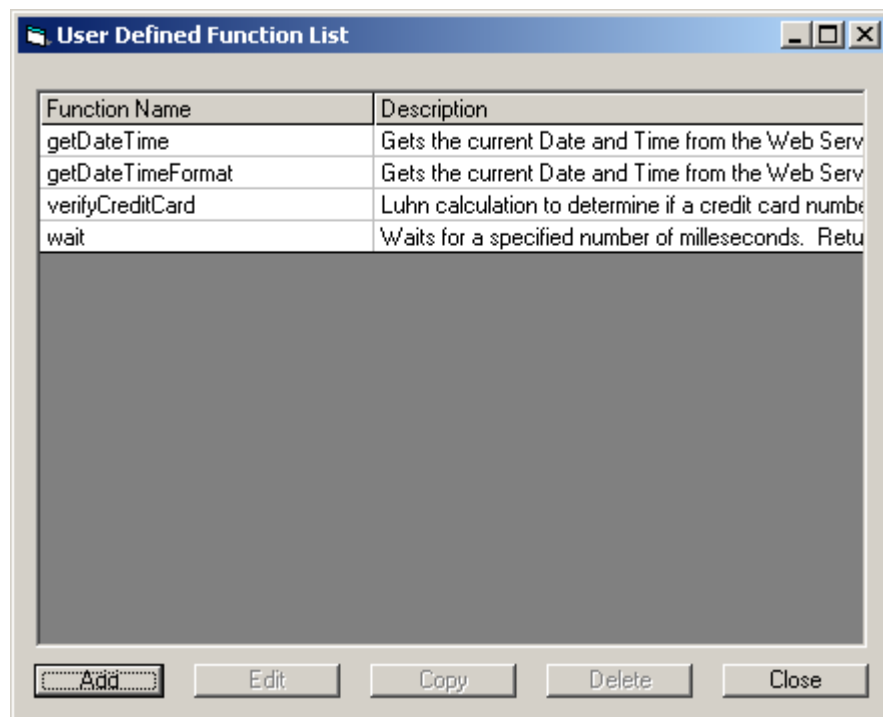 User Defined Function List
Function Name Description
getDateTime Gets the current Date and Time from the Web Serv
getDateTimeFormat Gets the current Date and Time from the Web Serv
verifyCreditCard Luhn calculation to determine if a credit card numbe
wait Waits for a specified number of milleseconds. Retu
Add Edit Copy Delete Close